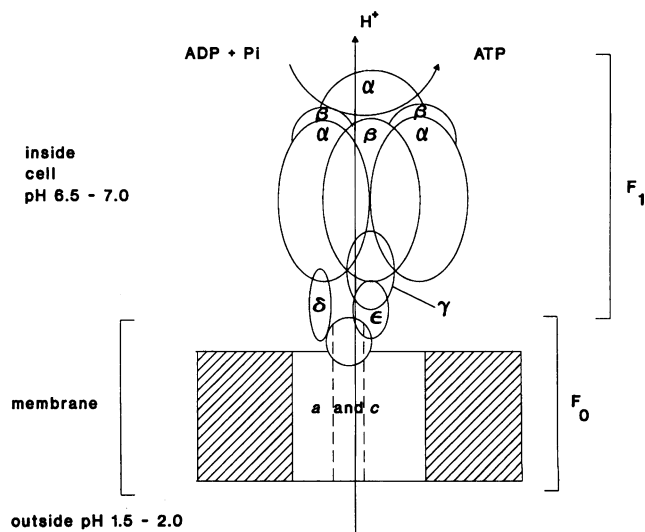 H+
ADP + Pi
ATP
α
β
β
α
β
α
inside
cell
pH 6.5 - 7.0
F1
δ
ϵ
γ
membrane
a and c
F0
outside pH 1.5 - 2.0